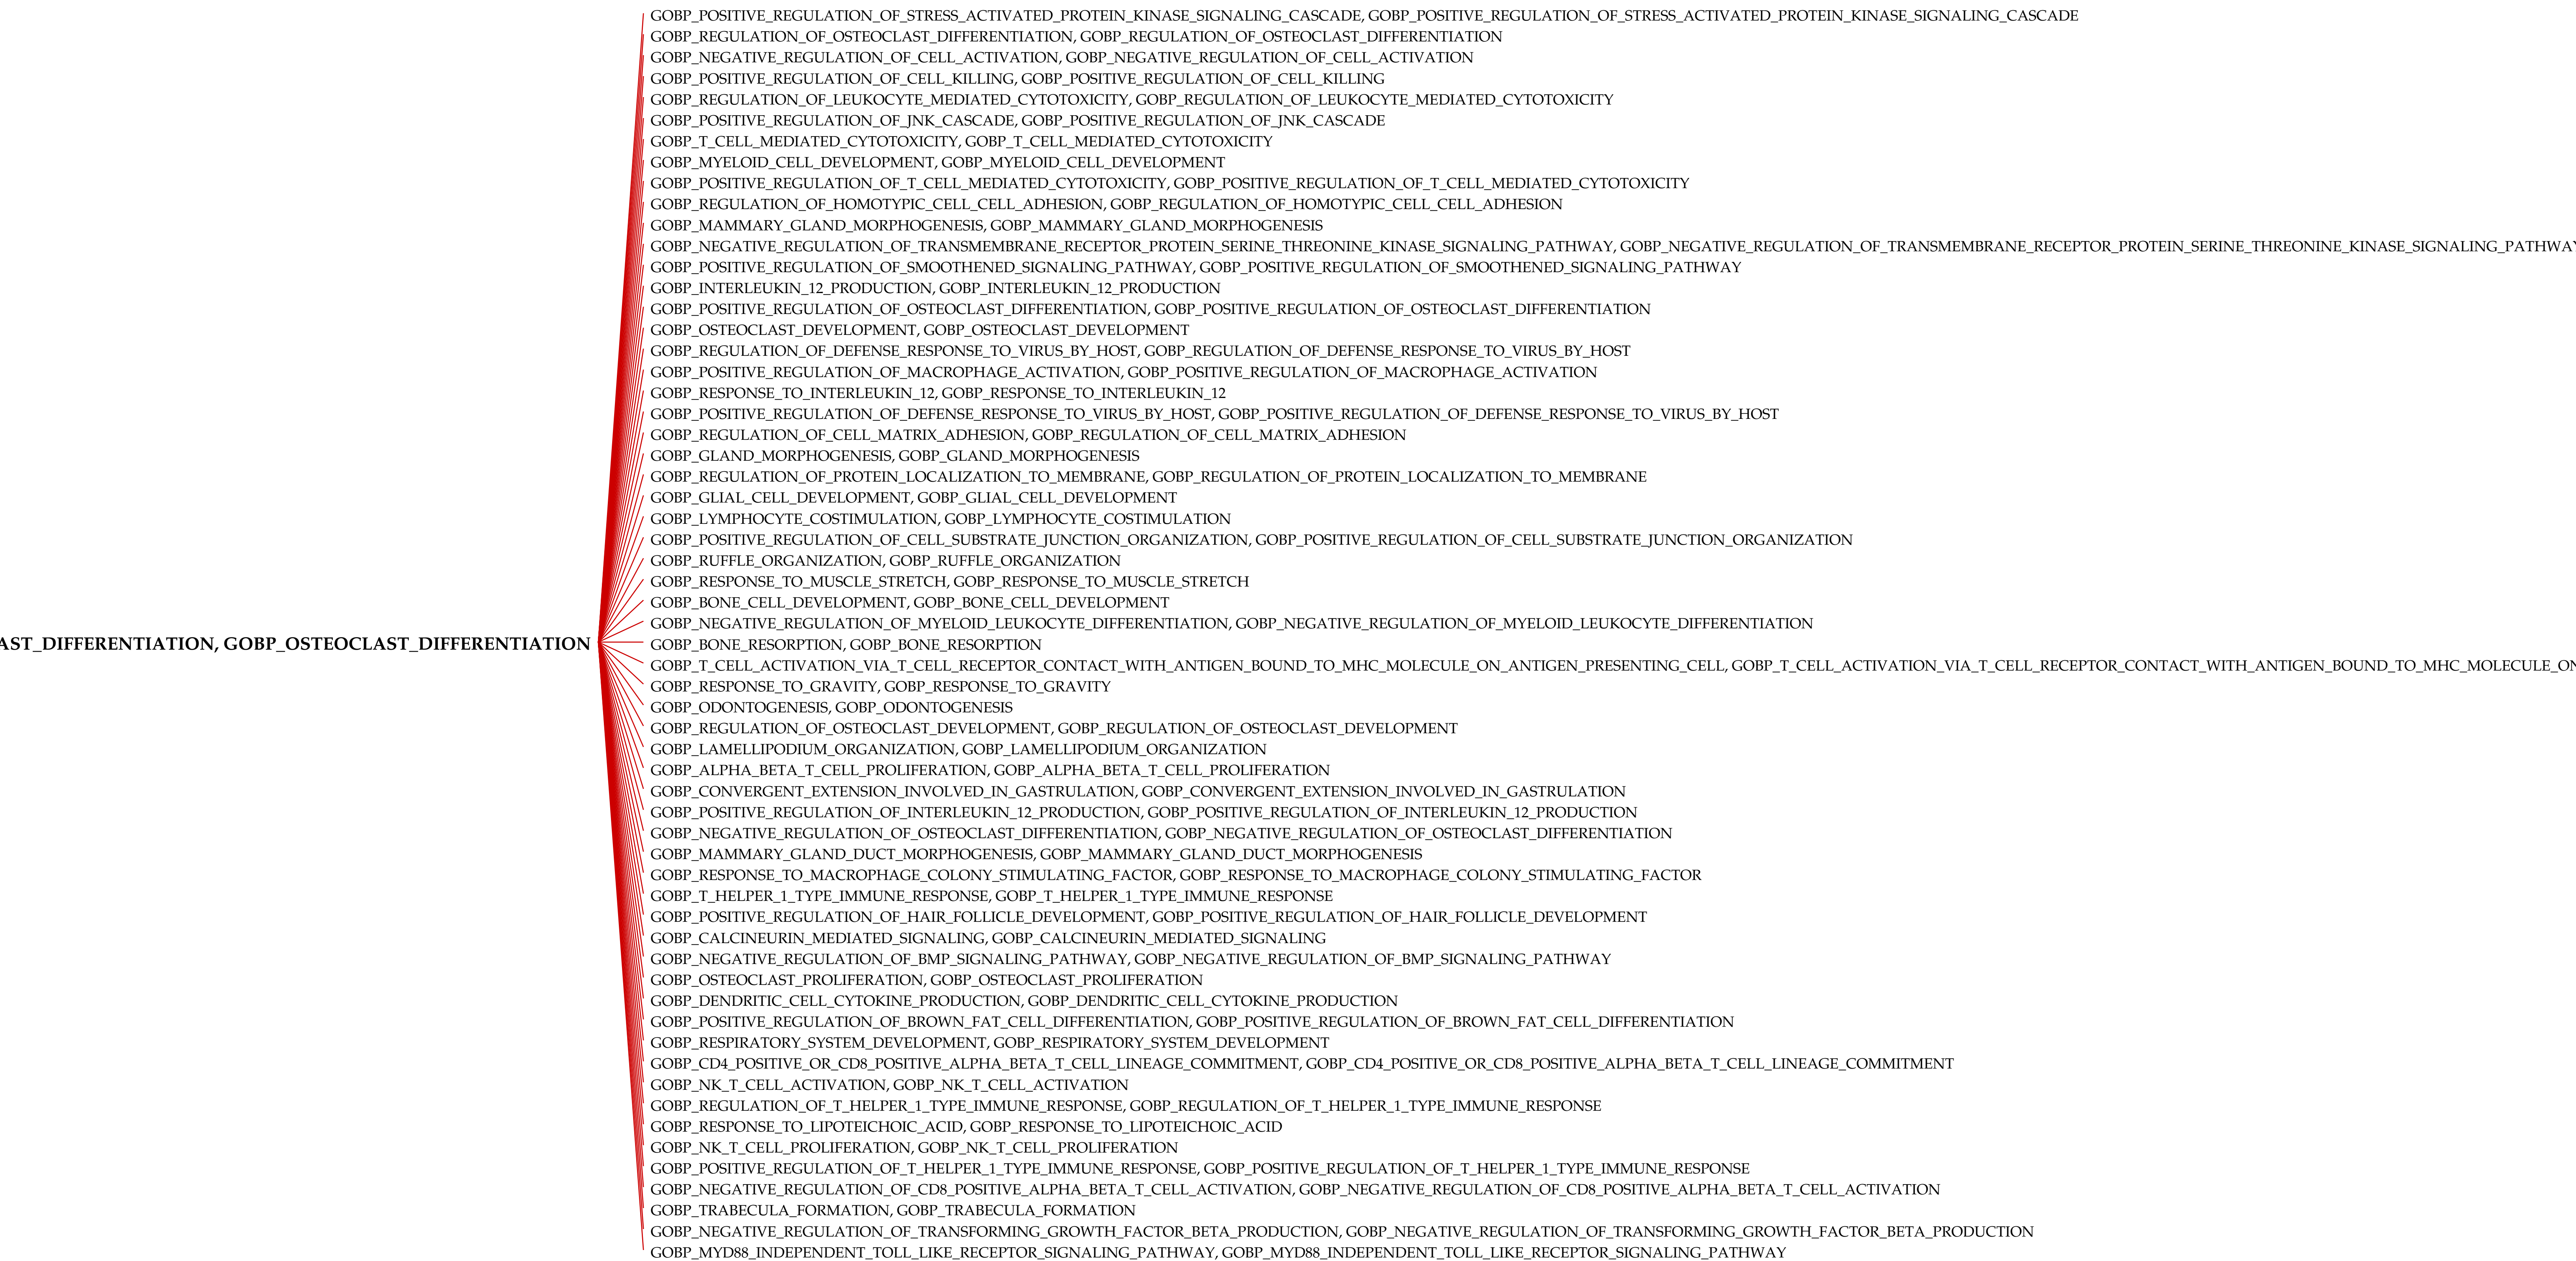 GOBP_POSITIVE_REGULATION_OF_STRESS_ACTIVATED_PROTEIN_KINASE_SIGNALING_CASCADE, GOBP_POSITIVE_REGULATION_OF_STRESS_ACTIVATED_PROTEIN_KINASE_SIGNALING_CASCADE
GOBP_REGULATION_OF_OSTEOCLAST_DIFFERENTIATION, GOBP_REGULATION_OF_OSTEOCLAST_DIFFERENTIATION
GOBP_NEGATIVE_REGULATION_OF_CELL_ACTIVATION, GOBP_NEGATIVE_REGULATION_OF_CELL_ACTIVATION
GOBP_POSITIVE_REGULATION_OF_CELL_KILLING, GOBP_POSITIVE_REGULATION_OF_CELL_KILLING
GOBP_REGULATION_OF_LEUKOCYTE_MEDIATED_CYTOTOXICITY, GOBP_REGULATION_OF_LEUKOCYTE_MEDIATED_CYTOTOXICITY
GOBP_POSITIVE_REGULATION_OF_JNK_CASCADE, GOBP_POSITIVE_REGULATION_OF_JNK_CASCADE
GOBP_T_CELL_MEDIATED_CYTOTOXICITY, GOBP_T_CELL_MEDIATED_CYTOTOXICITY
GOBP_MYELOID_CELL_DEVELOPMENT, GOBP_MYELOID_CELL_DEVELOPMENT
GOBP_POSITIVE_REGULATION_OF_T_CELL_MEDIATED_CYTOTOXICITY, GOBP_POSITIVE_REGULATION_OF_T_CELL_MEDIATED_CYTOTOXICITY
GOBP_REGULATION_OF_HOMOTYPIC_CELL_CELL_ADHESION, GOBP_REGULATION_OF_HOMOTYPIC_CELL_CELL_ADHESION
GOBP_MAMMARY_GLAND_MORPHOGENESIS, GOBP_MAMMARY_GLAND_MORPHOGENESIS
GOBP_NEGATIVE_REGULATION_OF_TRANSMEMBRANE_RECEPTOR_PROTEIN_SERINE_THREONINE_KINASE_SIGNALING_PATHWAY, GOBP_NEGATIVE_REGULATION_OF_TRANSMEMBRANE_RECEPTOR_PROTEIN_SERINE_THREONINE_KINASE_SIGNALING_PATHWAY
GOBP_POSITIVE_REGULATION_OF_SMOOTHENED_SIGNALING_PATHWAY, GOBP_POSITIVE_REGULATION_OF_SMOOTHENED_SIGNALING_PATHWAY
GOBP_INTERLEUKIN_12_PRODUCTION, GOBP_INTERLEUKIN_12_PRODUCTION
GOBP_POSITIVE_REGULATION_OF_OSTEOCLAST_DIFFERENTIATION, GOBP_POSITIVE_REGULATION_OF_OSTEOCLAST_DIFFERENTIATION
GOBP_OSTEOCLAST_DEVELOPMENT, GOBP_OSTEOCLAST_DEVELOPMENT
GOBP_REGULATION_OF_DEFENSE_RESPONSE_TO_VIRUS_BY_HOST, GOBP_REGULATION_OF_DEFENSE_RESPONSE_TO_VIRUS_BY_HOST
GOBP_POSITIVE_REGULATION_OF_MACROPHAGE_ACTIVATION, GOBP_POSITIVE_REGULATION_OF_MACROPHAGE_ACTIVATION
GOBP_RESPONSE_TO_INTERLEUKIN_12, GOBP_RESPONSE_TO_INTERLEUKIN_12
GOBP_POSITIVE_REGULATION_OF_DEFENSE_RESPONSE_TO_VIRUS_BY_HOST, GOBP_POSITIVE_REGULATION_OF_DEFENSE_RESPONSE_TO_VIRUS_BY_HOST
GOBP_REGULATION_OF_CELL_MATRIX_ADHESION, GOBP_REGULATION_OF_CELL_MATRIX_ADHESION
GOBP_GLAND_MORPHOGENESIS, GOBP_GLAND_MORPHOGENESIS
GOBP_REGULATION_OF_PROTEIN_LOCALIZATION_TO_MEMBRANE, GOBP_REGULATION_OF_PROTEIN_LOCALIZATION_TO_MEMBRANE
GOBP_GLIAL_CELL_DEVELOPMENT, GOBP_GLIAL_CELL_DEVELOPMENT
GOBP_LYMPHOCYTE_COSTIMULATION, GOBP_LYMPHOCYTE_COSTIMULATION
GOBP_POSITIVE_REGULATION_OF_CELL_SUBSTRATE_JUNCTION_ORGANIZATION, GOBP_POSITIVE_REGULATION_OF_CELL_SUBSTRATE_JUNCTION_ORGANIZATION
GOBP_RUFFLE_ORGANIZATION, GOBP_RUFFLE_ORGANIZATION
GOBP_RESPONSE_TO_MUSCLE_STRETCH, GOBP_RESPONSE_TO_MUSCLE_STRETCH
GOBP_BONE_CELL_DEVELOPMENT, GOBP_BONE_CELL_DEVELOPMENT
GOBP_NEGATIVE_REGULATION_OF_MYELOID_LEUKOCYTE_DIFFERENTIATION, GOBP_NEGATIVE_REGULATION_OF_MYELOID_LEUKOCYTE_DIFFERENTIATION
AST_DIFFERENTIATION, GOBP_OSTEOCLAST_DIFFERENTIATION
GOBP_BONE_RESORPTION, GOBP_BONE_RESORPTION
GOBP_T_CELL_ACTIVATION_VIA_T_CELL_RECEPTOR_CONTACT_WITH_ANTIGEN_BOUND_TO_MHC_MOLECULE_ON_ANTIGEN_PRESENTING_CELL, GOBP_T_CELL_ACTIVATION_VIA_T_CELL_RECEPTOR_CONTACT_WITH_ANTIGEN_BOUND_TO_MHC_MOLECULE_ON
GOBP_RESPONSE_TO_GRAVITY, GOBP_RESPONSE_TO_GRAVITY
GOBP_ODONTOGENESIS, GOBP_ODONTOGENESIS
GOBP_REGULATION_OF_OSTEOCLAST_DEVELOPMENT, GOBP_REGULATION_OF_OSTEOCLAST_DEVELOPMENT
GOBP_LAMELLIPODIUM_ORGANIZATION, GOBP_LAMELLIPODIUM_ORGANIZATION
GOBP_ALPHA_BETA_T_CELL_PROLIFERATION, GOBP_ALPHA_BETA_T_CELL_PROLIFERATION
GOBP_CONVERGENT_EXTENSION_INVOLVED_IN_GASTRULATION, GOBP_CONVERGENT_EXTENSION_INVOLVED_IN_GASTRULATION
GOBP_POSITIVE_REGULATION_OF_INTERLEUKIN_12_PRODUCTION, GOBP_POSITIVE_REGULATION_OF_INTERLEUKIN_12_PRODUCTION
GOBP_NEGATIVE_REGULATION_OF_OSTEOCLAST_DIFFERENTIATION, GOBP_NEGATIVE_REGULATION_OF_OSTEOCLAST_DIFFERENTIATION
GOBP_MAMMARY_GLAND_DUCT_MORPHOGENESIS, GOBP_MAMMARY_GLAND_DUCT_MORPHOGENESIS
GOBP_RESPONSE_TO_MACROPHAGE_COLONY_STIMULATING_FACTOR, GOBP_RESPONSE_TO_MACROPHAGE_COLONY_STIMULATING_FACTOR
GOBP_T_HELPER_1_TYPE_IMMUNE_RESPONSE, GOBP_T_HELPER_1_TYPE_IMMUNE_RESPONSE
GOBP_POSITIVE_REGULATION_OF_HAIR_FOLLICLE_DEVELOPMENT, GOBP_POSITIVE_REGULATION_OF_HAIR_FOLLICLE_DEVELOPMENT
GOBP_CALCINEURIN_MEDIATED_SIGNALING, GOBP_CALCINEURIN_MEDIATED_SIGNALING
GOBP_NEGATIVE_REGULATION_OF_BMP_SIGNALING_PATHWAY, GOBP_NEGATIVE_REGULATION_OF_BMP_SIGNALING_PATHWAY
GOBP_OSTEOCLAST_PROLIFERATION, GOBP_OSTEOCLAST_PROLIFERATION
GOBP_DENDRITIC_CELL_CYTOKINE_PRODUCTION, GOBP_DENDRITIC_CELL_CYTOKINE_PRODUCTION
GOBP_POSITIVE_REGULATION_OF_BROWN_FAT_CELL_DIFFERENTIATION, GOBP_POSITIVE_REGULATION_OF_BROWN_FAT_CELL_DIFFERENTIATION
GOBP_RESPIRATORY_SYSTEM_DEVELOPMENT, GOBP_RESPIRATORY_SYSTEM_DEVELOPMENT
GOBP_CD4_POSITIVE_OR_CD8_POSITIVE_ALPHA_BETA_T_CELL_LINEAGE_COMMITMENT, GOBP_CD4_POSITIVE_OR_CD8_POSITIVE_ALPHA_BETA_T_CELL_LINEAGE_COMMITMENT
GOBP_NK_T_CELL_ACTIVATION, GOBP_NK_T_CELL_ACTIVATION
GOBP_REGULATION_OF_T_HELPER_1_TYPE_IMMUNE_RESPONSE, GOBP_REGULATION_OF_T_HELPER_1_TYPE_IMMUNE_RESPONSE
GOBP_RESPONSE_TO_LIPOTEICHOIC_ACID, GOBP_RESPONSE_TO_LIPOTEICHOIC_ACID
GOBP_NK_T_CELL_PROLIFERATION, GOBP_NK_T_CELL_PROLIFERATION
GOBP_POSITIVE_REGULATION_OF_T_HELPER_1_TYPE_IMMUNE_RESPONSE, GOBP_POSITIVE_REGULATION_OF_T_HELPER_1_TYPE_IMMUNE_RESPONSE
GOBP_NEGATIVE_REGULATION_OF_CD8_POSITIVE_ALPHA_BETA_T_CELL_ACTIVATION, GOBP_NEGATIVE_REGULATION_OF_CD8_POSITIVE_ALPHA_BETA_T_CELL_ACTIVATION
GOBP_TRABECULA_FORMATION, GOBP_TRABECULA_FORMATION
GOBP_NEGATIVE_REGULATION_OF_TRANSFORMING_GROWTH_FACTOR_BETA_PRODUCTION, GOBP_NEGATIVE_REGULATION_OF_TRANSFORMING_GROWTH_FACTOR_BETA_PRODUCTION
GOBP_MYD88_INDEPENDENT_TOLL_LIKE_RECEPTOR_SIGNALING_PATHWAY, GOBP_MYD88_INDEPENDENT_TOLL_LIKE_RECEPTOR_SIGNALING_PATHWAY